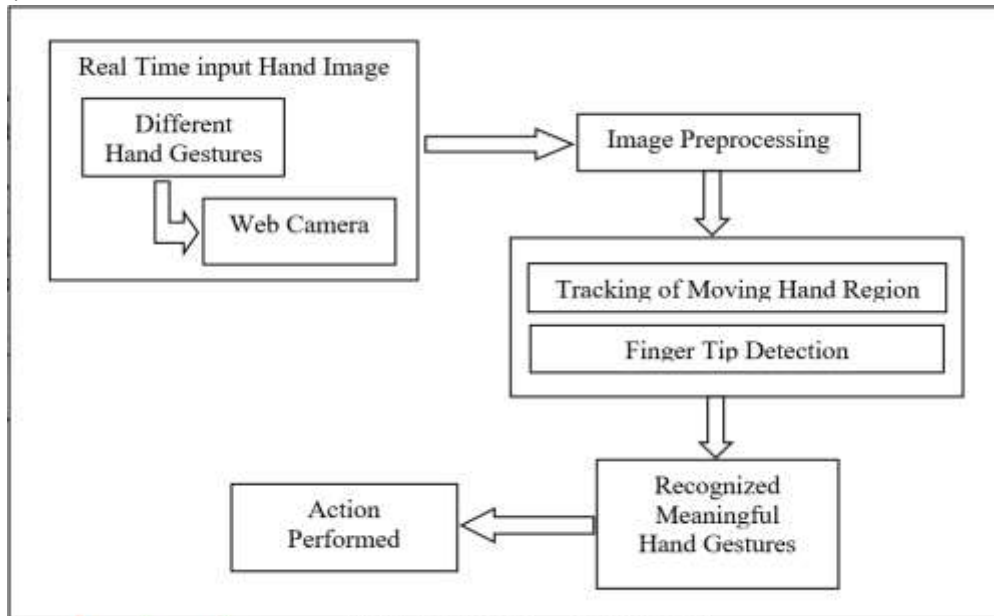 Real Time input Hand Image
Different
Hand Gestures
Web Camera
Image Preprocessing
Tracking of Moving Hand Region
Finger Tip Detection
Recognized
Meaningful
Hand Gestures
Action
Performed